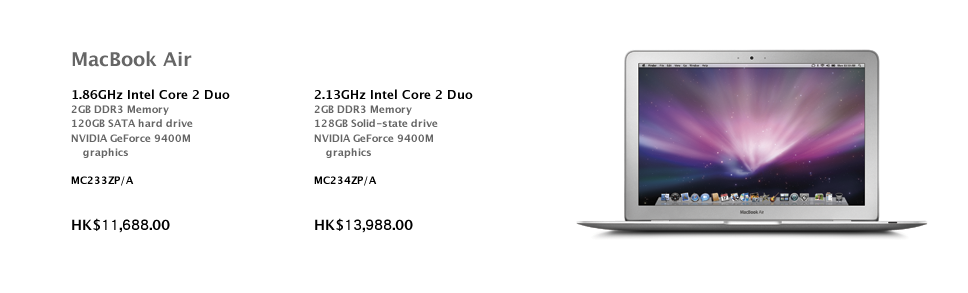 MacBook Air
1.86GHz Intel Core 2 Duo
2GB DDR3 Memory
120GB SATA hard drive
NVIDIA GeForce 9400M
graphics
MC233ZP/A
HK$11,688.00
2.13GHz Intel Core 2 Duo
2GB DDR3 Memory
128GB Solid-state drive
NVIDIA GeForce 9400M
graphics
MC234ZP/A
HK$13,988.00
MacBook Air